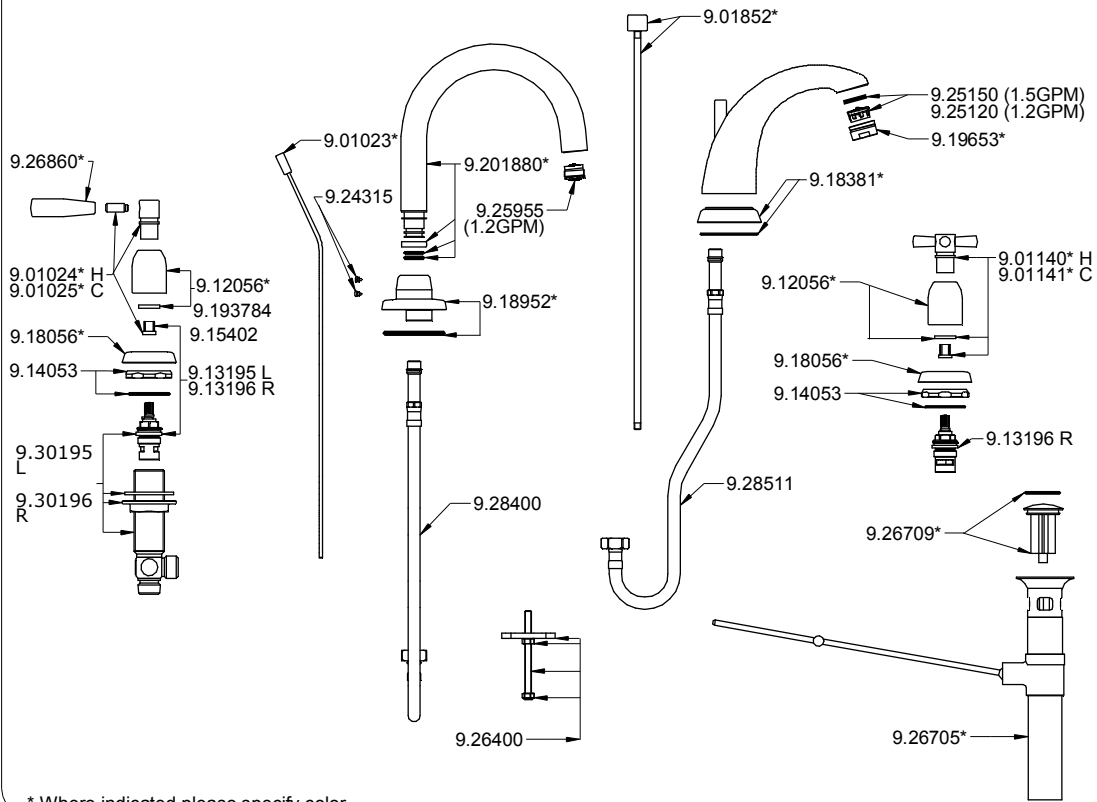 9.01852*
9.25150 (1.5GPM)
9.25120 (1.2GPM)
9.19653*
9.01023*
9.201880*
9.26860*
9.18381*
9.24315
9.25955
(1.2GPM)
9.01024* H
9.01025* C
9.12056*
9.193784
9.15402
9.18952*
9.01140* H
9.01141* C
9.12056*
9.18056*
9.14053
9.13195 L
9.13196 R
9.18056*
9.14053
9.13196 R
9.30195
L
9.30196
R
9.28400
9.28511
9.26709*
9.26400
9.26705*
* Where indicated please specify color